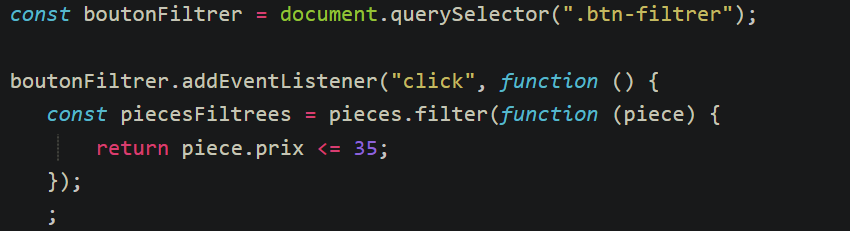 const boutonFiltrer = document.querySelector(".btn-filtrer");
boutonFiltrer.addEventListener("click", function () {
const piecesFiltrees = pieces.filter(function (piece) {
return piece.prix <= 35;
});
;